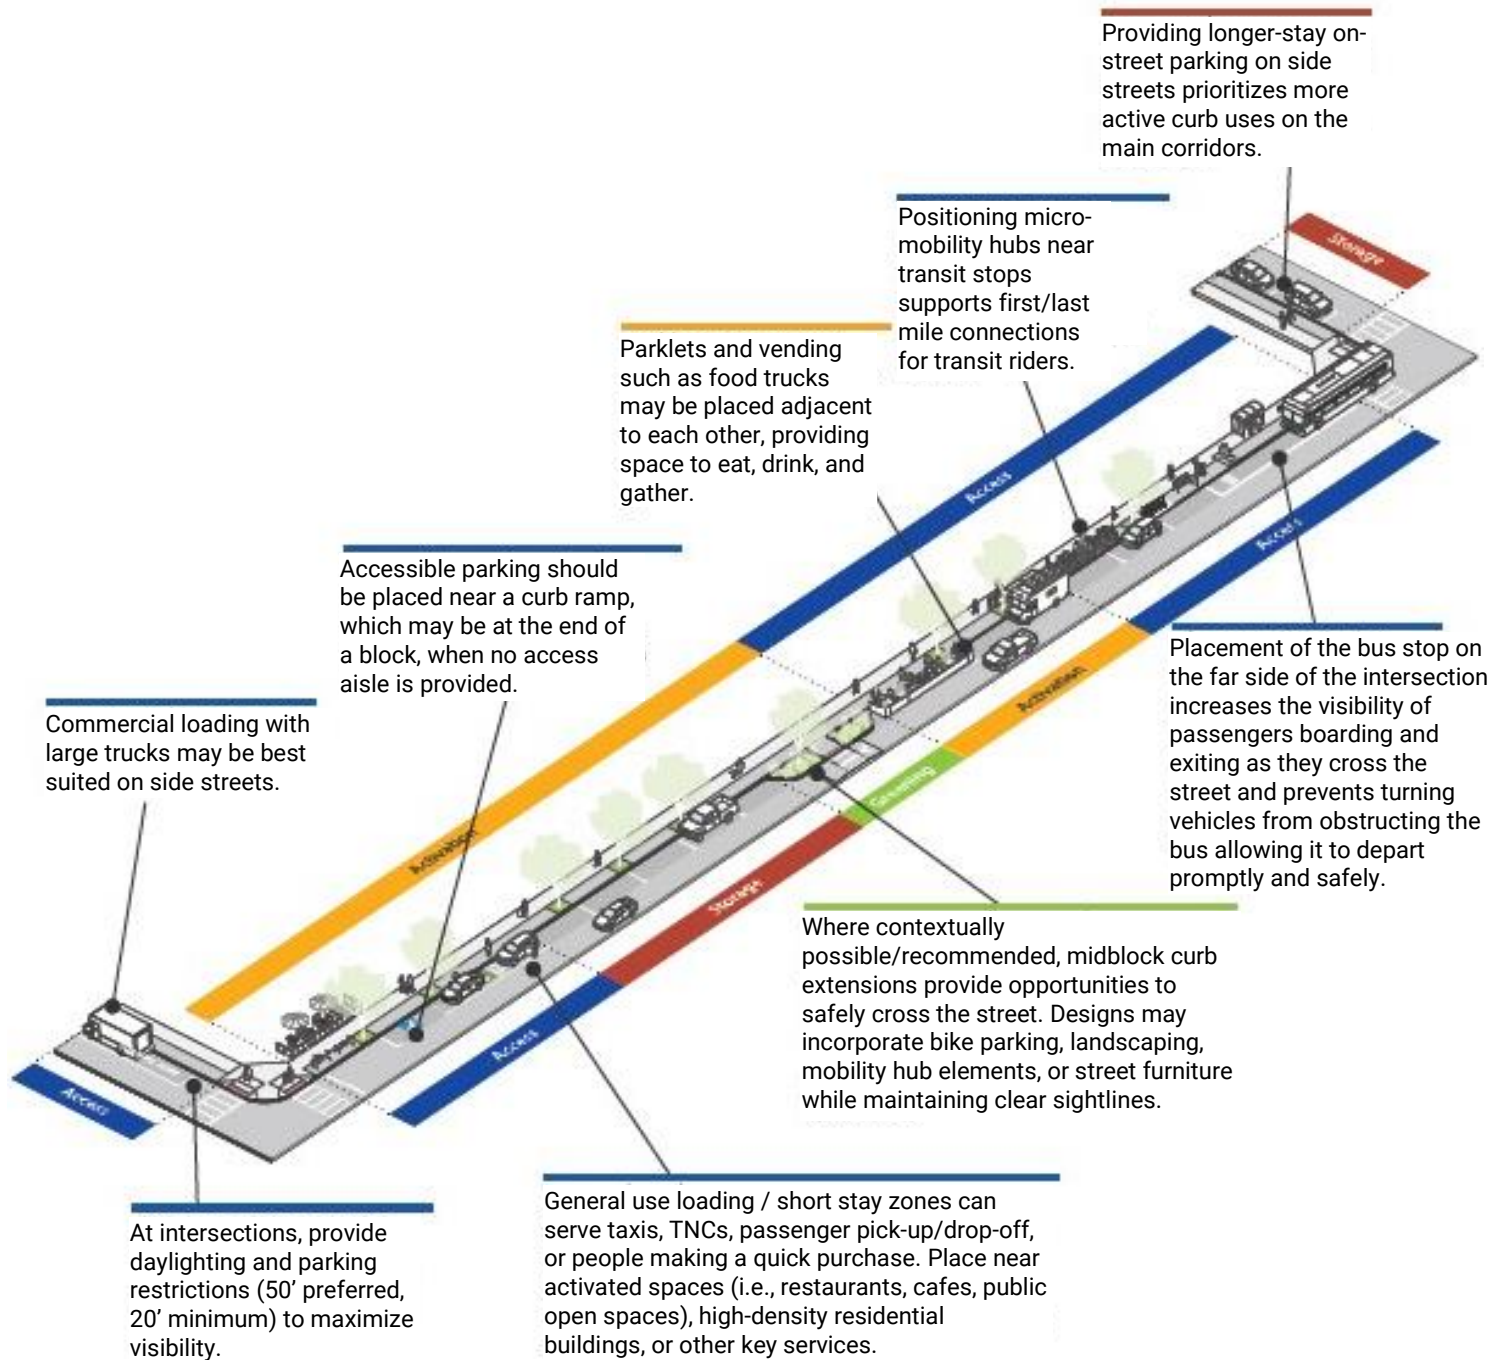 Providing longer-stay on-
street parking on side
streets prioritizes more
active curb uses on the
main corridors.
Storage
Positioning micro-
mobility hubs near
transit stops
supports first/last
mile connections
for transit riders.
Parklets and vending
such as food trucks
may be placed adjacent
to each other, providing
space to eat, drink, and
gather.
Access
Access
Accessible parking should
be placed near a curb ramp,
which may be at the end of
a block, when no access
aisle is provided.
Placement of the bus stop on
the far side of the intersection
increases the visibility of
passengers boarding and
exiting as they cross the
street and prevents turning
vehicles from obstructing the
bus allowing it to depart
promptly and safely.
Activation
Commercial loading with
large trucks may be best
suited on side streets.
Greening
Activation
Storage
Where contextually
possible/recommended, midblock curb
extensions provide opportunities to
safely cross the street. Designs may
incorporate bike parking, landscaping,
mobility hub elements, or street furniture
while maintaining clear sightlines.
Access
Access
At intersections, provide
daylighting and parking
restrictions (50’ preferred,
20’ minimum) to maximize
visibility.
General use loading / short stay zones can
serve taxis, TNCs, passenger pick-up/drop-off,
or people making a quick purchase. Place near
activated spaces (i.e., restaurants, cafes, public
open spaces), high-density residential
buildings, or other key services.